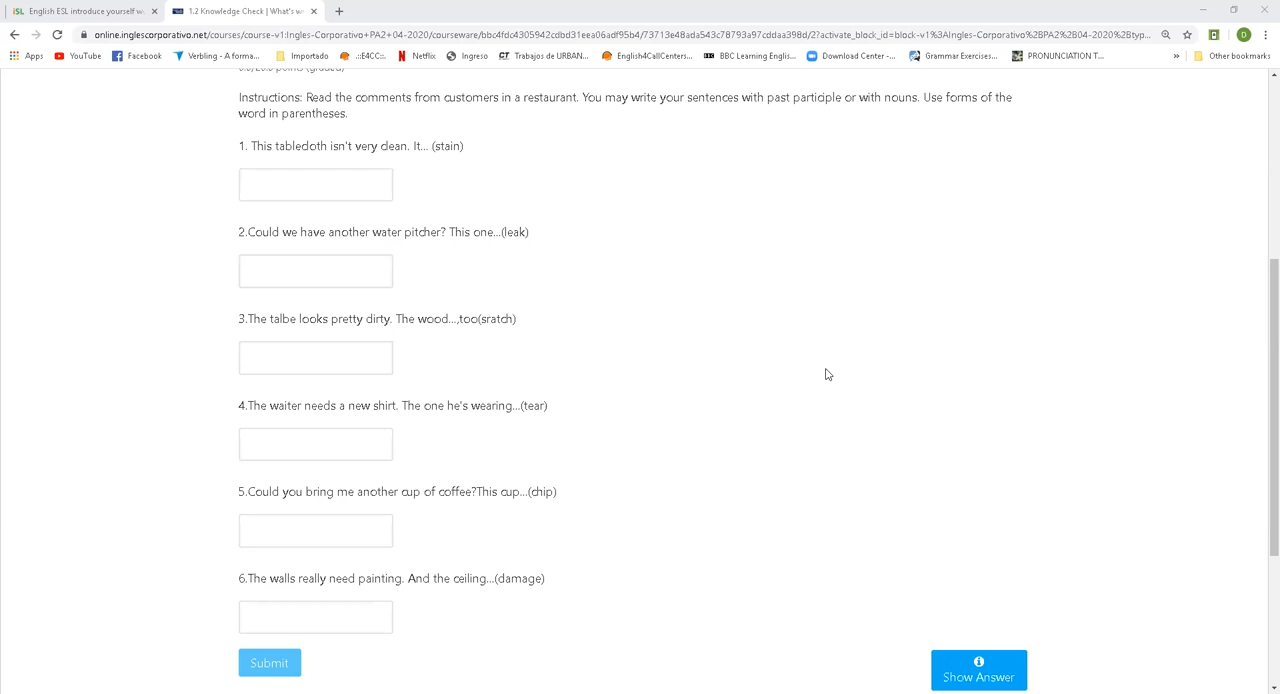 English ESL introduce yourself w
1.2 Knowledge Check | What's w
online.inglescorporativo.net/courses/course-v1:Ingles-Corporativo+PA2+04-2020/courseware/bbc4fdc4305942cdbd31eea06adf95b4/73713e48ada543c78793a97cddaa398d/2?activate_block_id=block-v1%3AIngles-Corporativo%2BPA2%2B04-2020%2Btyp...
D
Apps YouTube Facebook Verbling - A forma... Importado .::E4CC::. Netflix Ingreso CT Trabajos de URBAN... English4CallCenters... BBC Learning Englis... Download Center -... Grammar Exercises... PRONUNCIATION T... » Other bookmarks
points (graded)
Instructions: Read the comments from customers in a restaurant. You may write your sentences with past participle or with nouns. Use forms of the
word in parentheses.
1. This tablecloth isn't very clean. It... (stain)
2.Could we have another water pitcher? This one...(leak)
3.The talbe looks pretty dirty. The wood...,too(sratch)
4.The waiter needs a new shirt. The one he's wearing...(tear)
5.Could you bring me another cup of coffee?This cup...(chip)
6.The walls really need painting. And the ceiling...(damage)
Submit
Show Answer